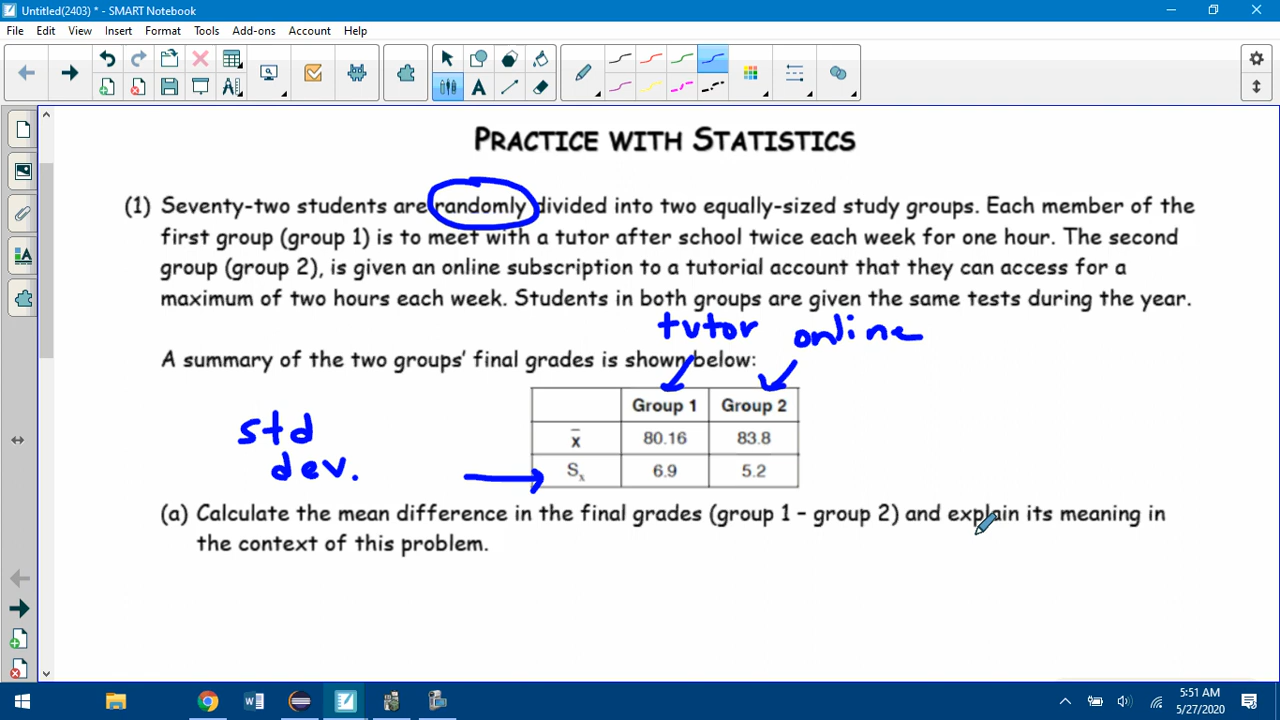 Untitled(2403) * - SMART Notebook
File Edit View Insert Format Tools Add-ons Account Help
PRACTICE WITH STATISTICS
(1) Seventy-two students are randomly divided into two equally-sized study groups. Each member of the
first group (group 1) is to meet with a tutor after school twice each week for one hour. The second
group (group 2), is given an online subscription to a tutorial account that they can access for a
maximum of two hours each week. Students in both groups are given the same tests during the year.
tutor online
A summary of the two groups' final grades is shown below:
Group 1 Group 2
x̄ 80.16 83.8
std
dev.
Sx 6.9 5.2
(a) Calculate the mean difference in the final grades (group 1 – group 2) and explain its meaning in
the context of this problem.
5:51 AM
5/27/2020